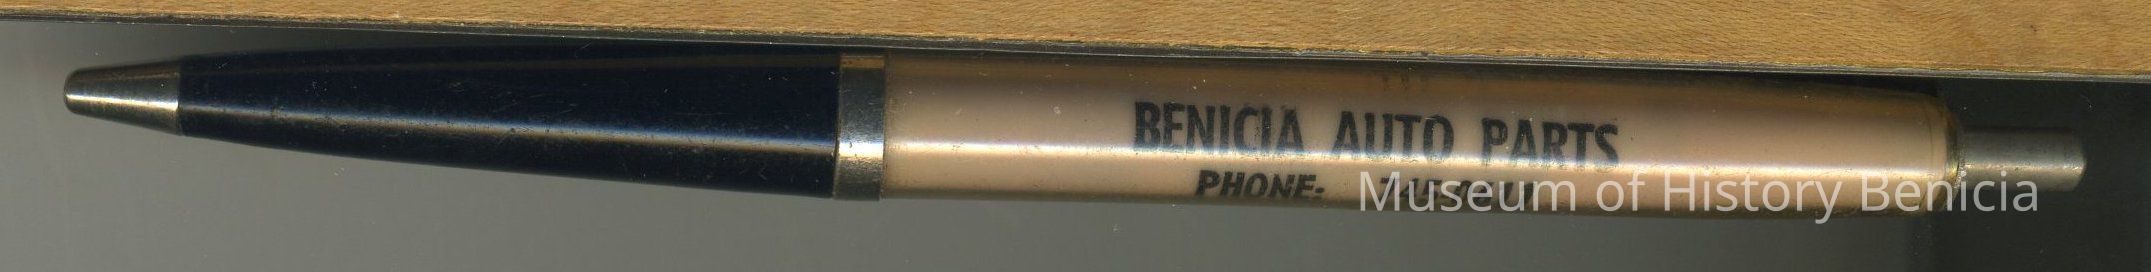 BENICIA AUTO PARTS
PHONE-
Museum of History Benicia